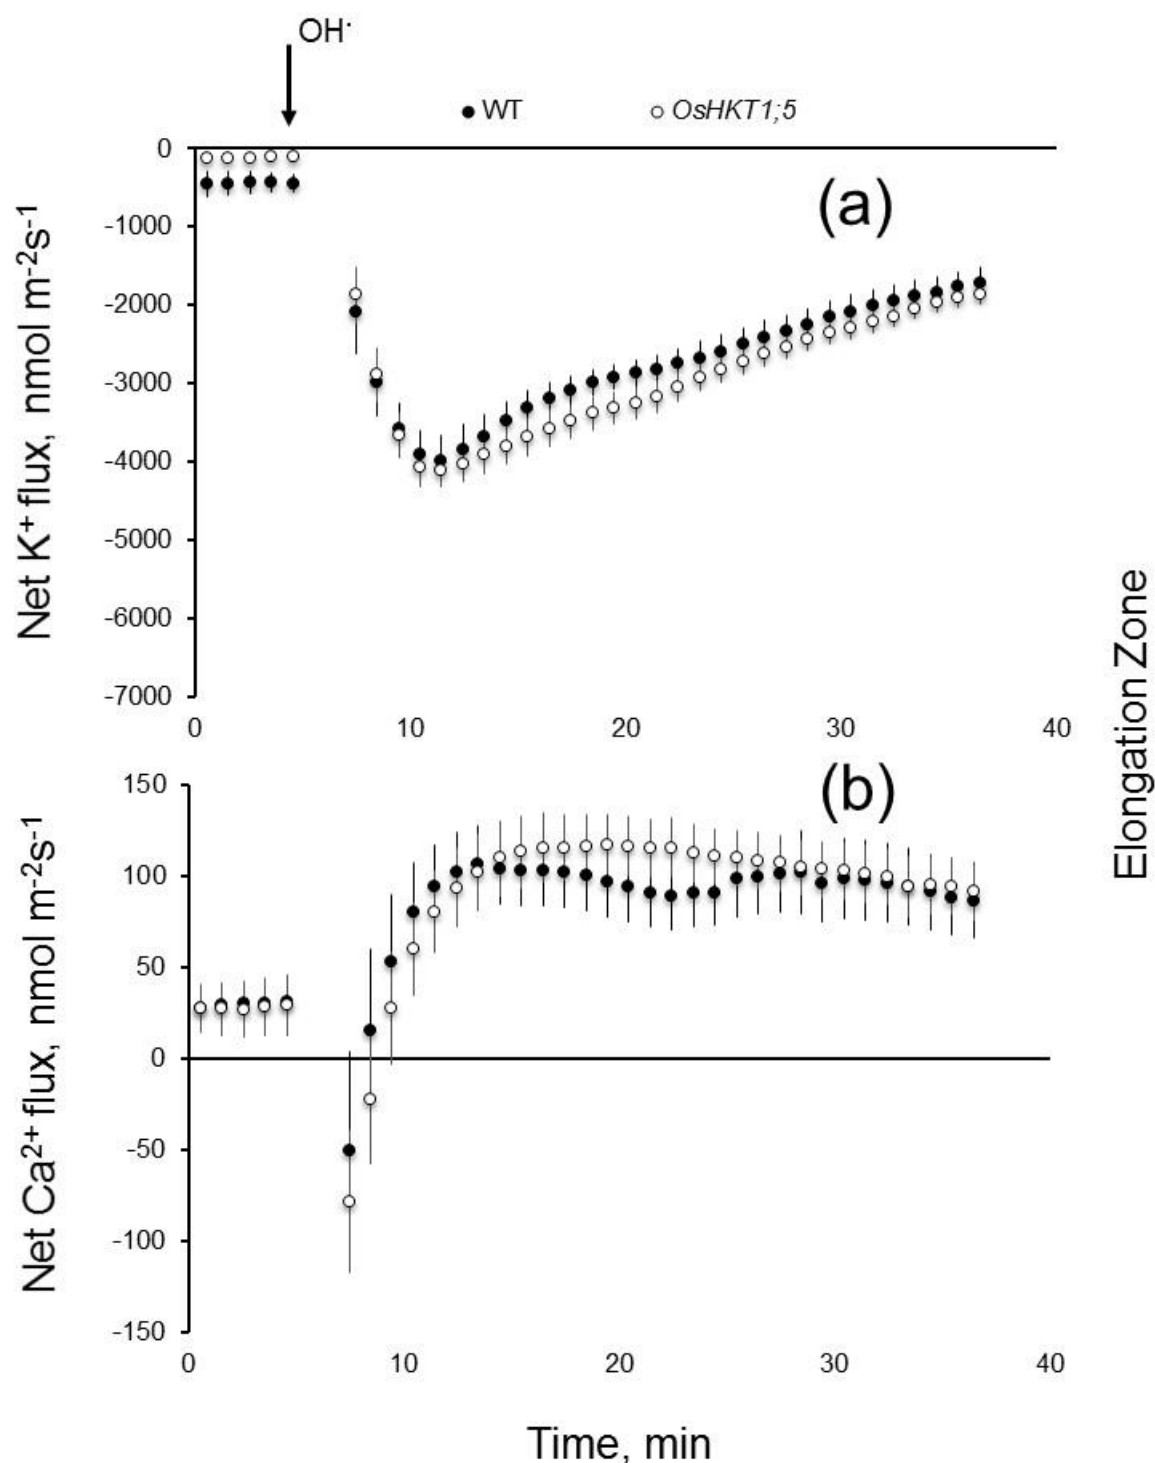 OH·
WT OsHKT1;5
(a)
0
-1000
-2000
-3000
-4000
-5000
-6000
-7000
Net K+ flux, nmol m-2s-1
0 10 20 30 40
Elongation Zone
(b)
150
100
50
0
-50
-100
-150
Net Ca2+ flux, nmol m-2s-1
0 10 20 30 40
Time, min